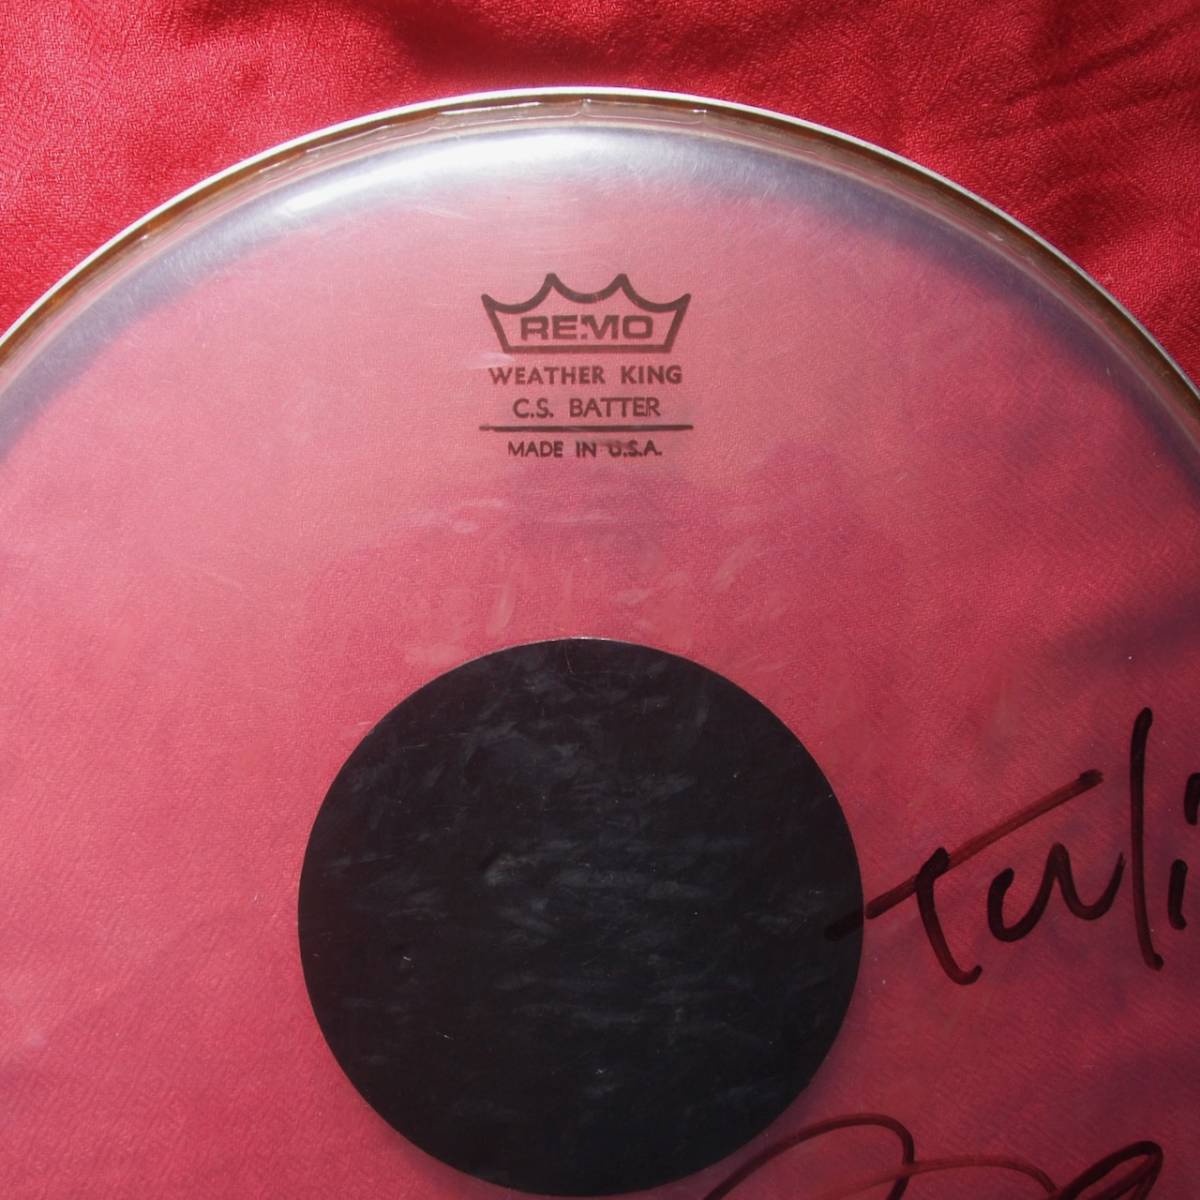 REMO
WEATHER KING
C.S. BATTER
MADE IN U.S.A.